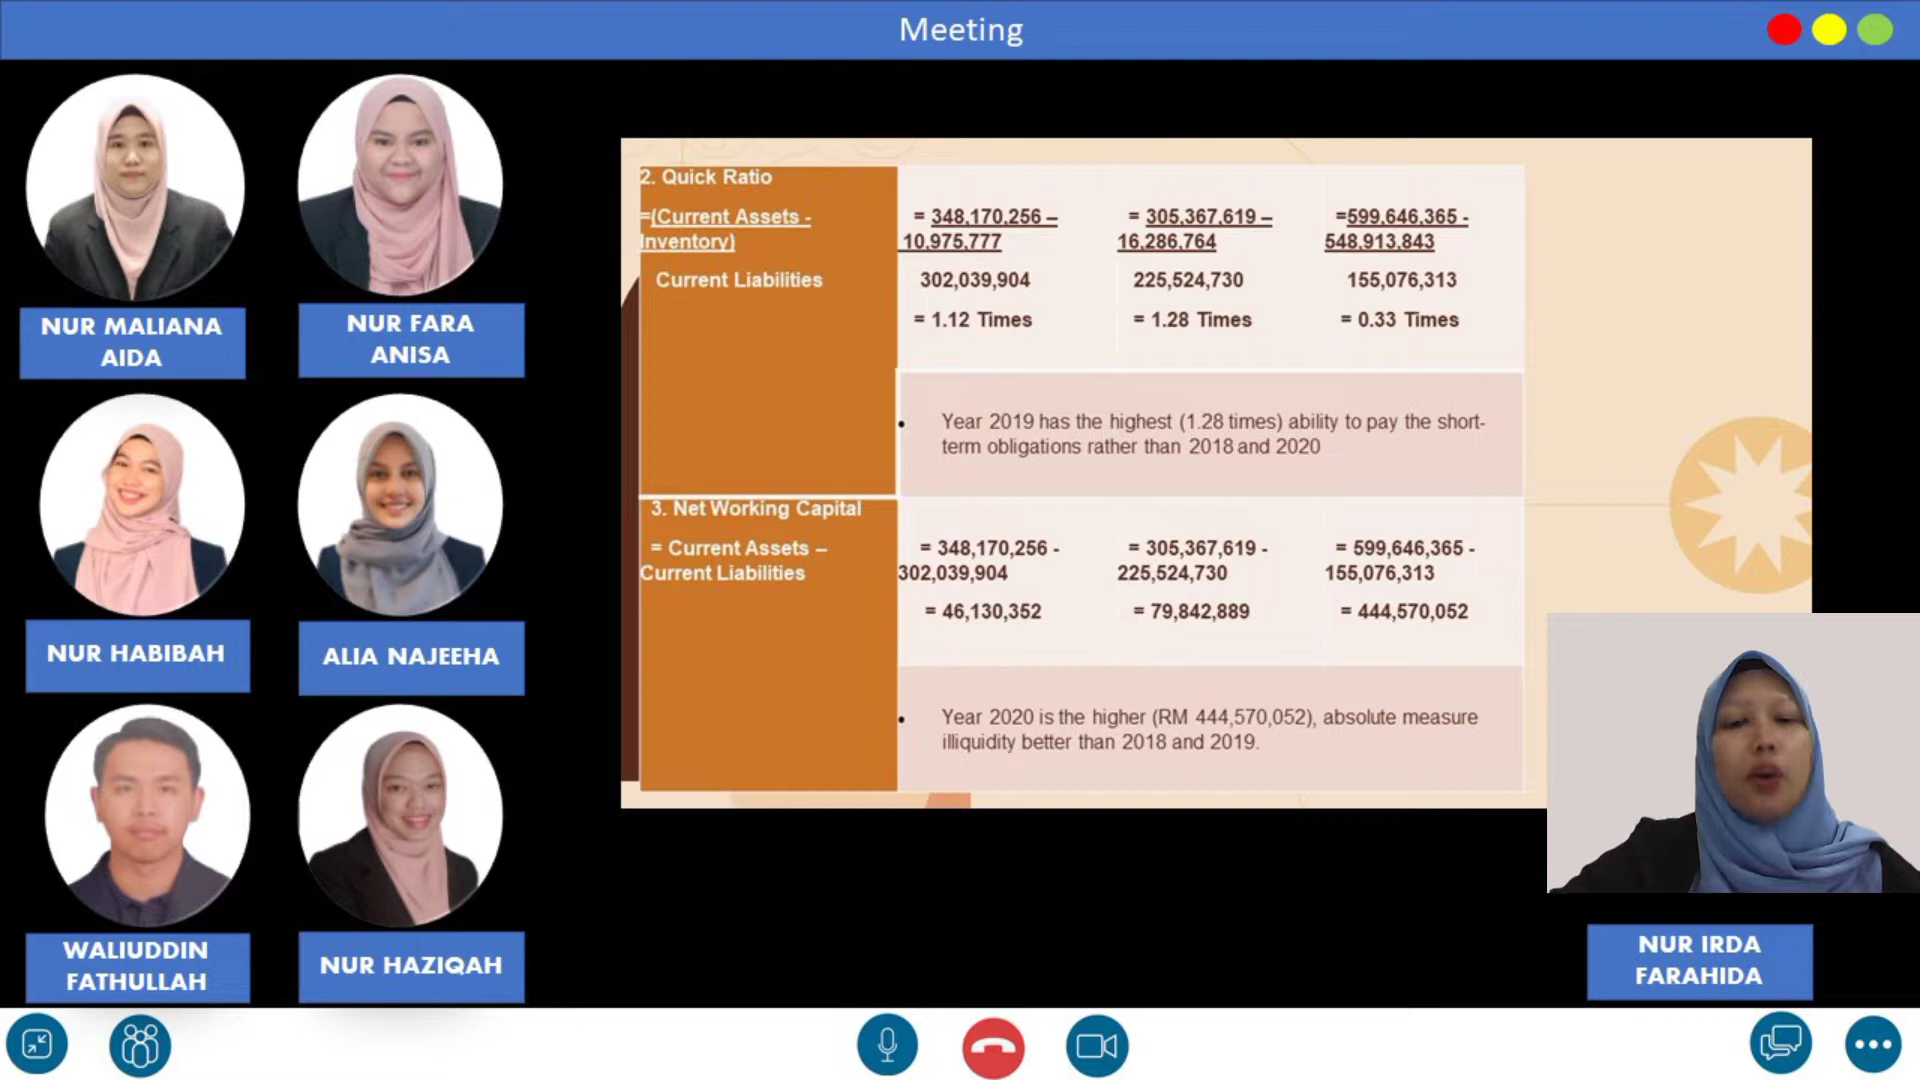 Meeting
NUR MALIANA
AIDA
NUR FARA
ANISA
NUR HABIBAH
ALIA NAJEEHA
WALIUDDIN
FATHULLAH
NUR HAZIQAH
2. Quick Ratio
=(Current Assets -
Inventory)
Current Liabilities
= 348,170,256 –
10,975,777
302,039,904
= 1.12 Times
= 305,367,619 –
16,286,764
225,524,730
= 1.28 Times
=599,646,365 -
548,913,843
155,076,313
= 0.33 Times
• Year 2019 has the highest (1.28 times) ability to pay the short-
term obligations rather than 2018 and 2020
3. Net Working Capital
= Current Assets –
Current Liabilities
= 348,170,256 -
302,039,904
= 46,130,352
= 305,367,619 -
225,524,730
= 79,842,889
= 599,646,365 -
155,076,313
= 444,570,052
• Year 2020 is the higher (RM 444,570,052), absolute measure
illiquidity better than 2018 and 2019.
NUR IRDA
FARAHIDA